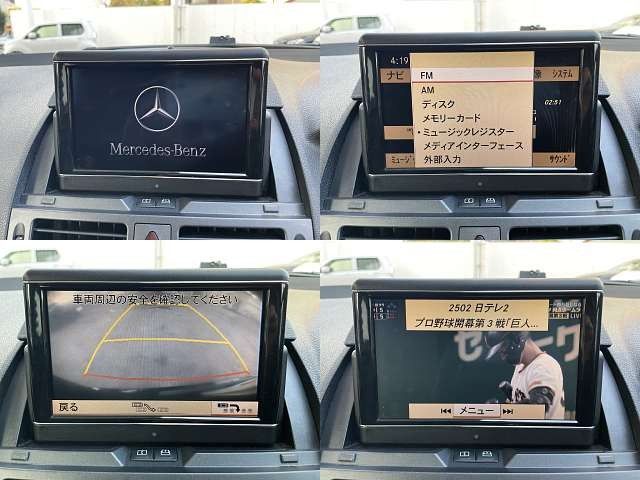 Mercedes-Benz
4:19
ナビ
システム
FM
AM
ディスク
メモリーカード
•ミュージックレジスター
メディアインターフェース
外部入力
02:51
サウンド
車両周辺の安全を確認してください
戻る
2502 日テレ2
プロ野球開幕第3戦「巨人...
LIVE
メニュー